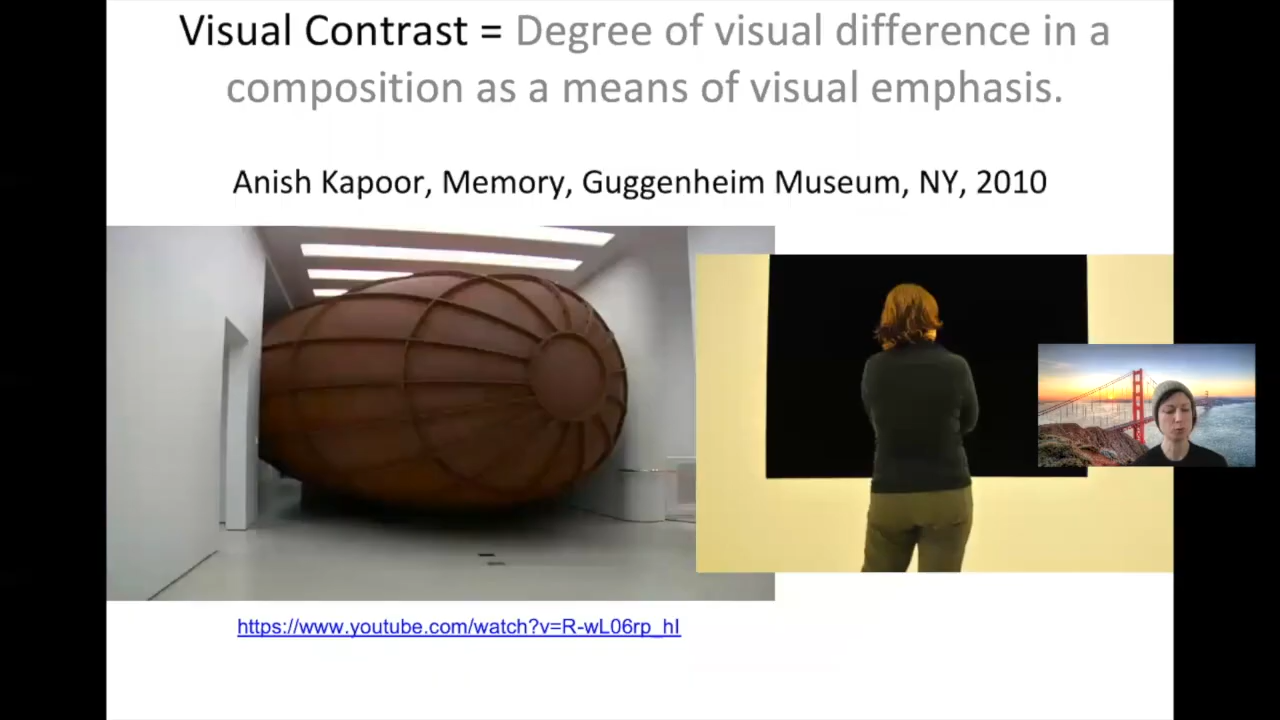 Visual Contrast = Degree of visual difference in a
composition as a means of visual emphasis.
Anish Kapoor, Memory, Guggenheim Museum, NY, 2010
https://www.youtube.com/watch?v=R-wL06rp_hI